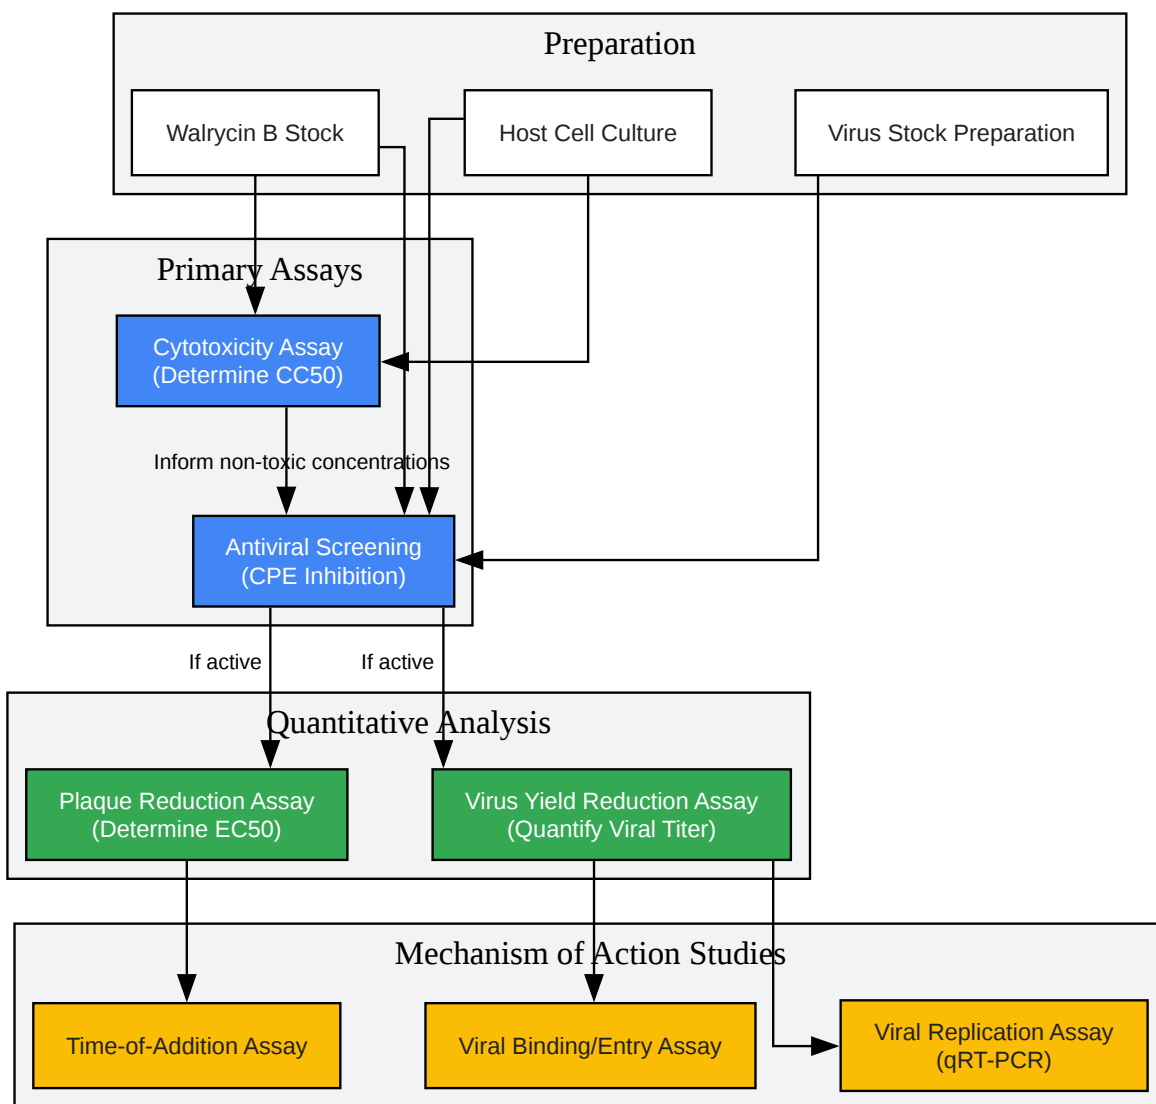 Preparation
Walrycin B Stock
Host Cell Culture
Virus Stock Preparation
Primary Assays
Cytotoxicity Assay
(Determine CC50)
Inform non-toxic concentrations
Antiviral Screening
(CPE Inhibition)
If active
If active
Quantitative Analysis
Plaque Reduction Assay
(Determine EC50)
Virus Yield Reduction Assay
(Quantify Viral Titer)
Mechanism of Action Studies
Time-of-Addition Assay
Viral Binding/Entry Assay
Viral Replication Assay
(qRT-PCR)